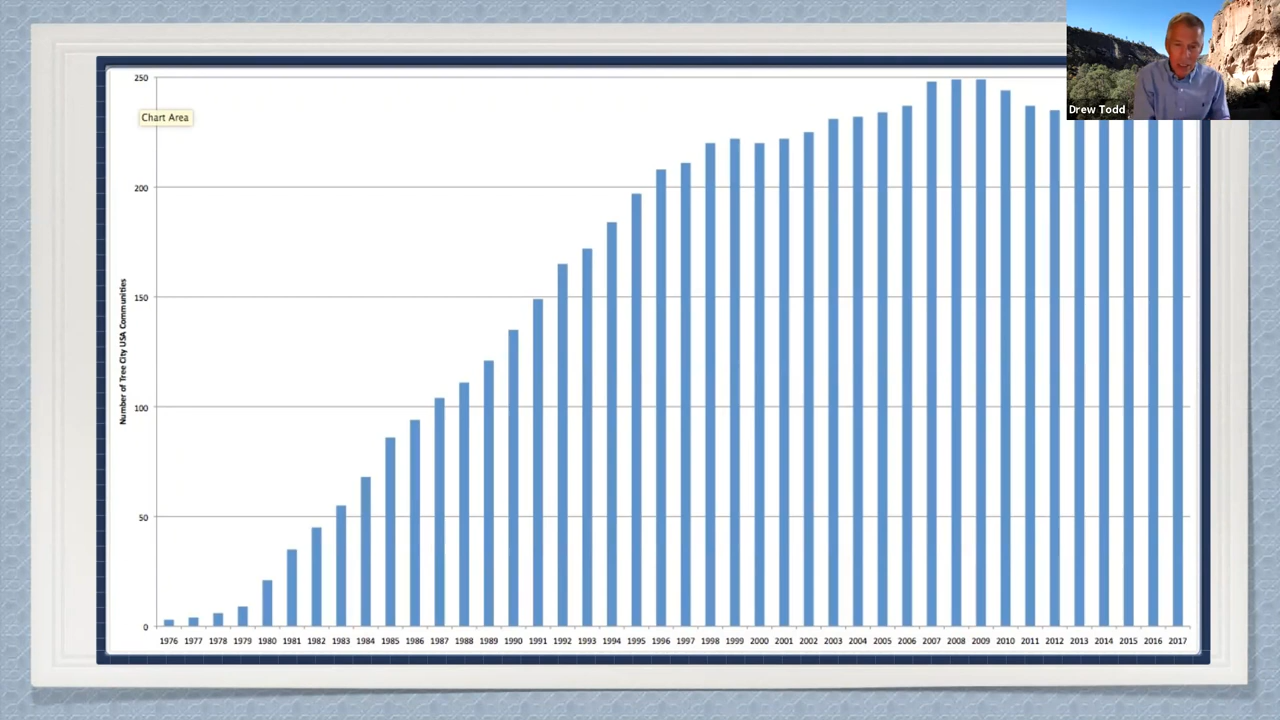 250
Chart Area
Drew Todd
200
150
100
50
0
Number of Tree City USA Communities
1976 1977 1978 1979 1980 1981 1982 1983 1984 1985 1986 1987 1988 1989 1990 1991 1992 1993 1994 1995 1996 1997 1998 1999 2000 2001 2002 2003 2004 2005 2006 2007 2008 2009 2010 2011 2012 2013 2014 2015 2016 2017